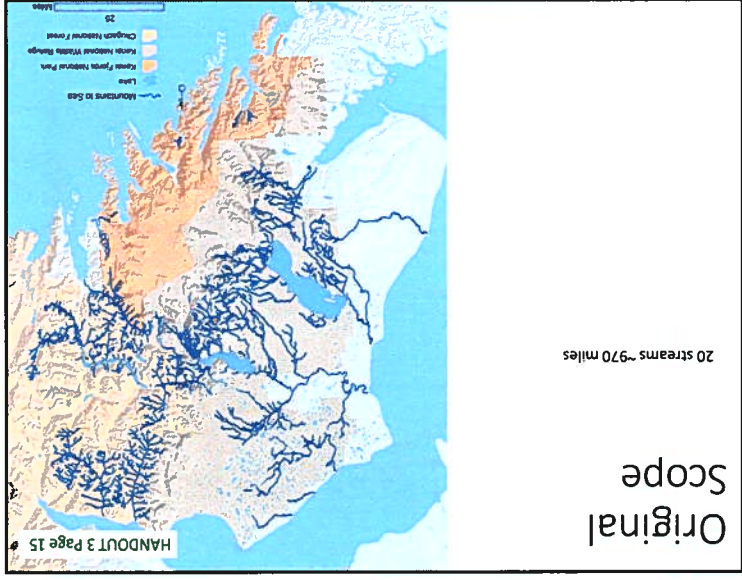 HANDOUT 3 Page 15
Original
Scope
20 streams ~970 miles
Mountains to Sea
Lake
Kenai Fjords National Park
Kenai National Wildlife Refuge
Chugach National Forest
25
Miles